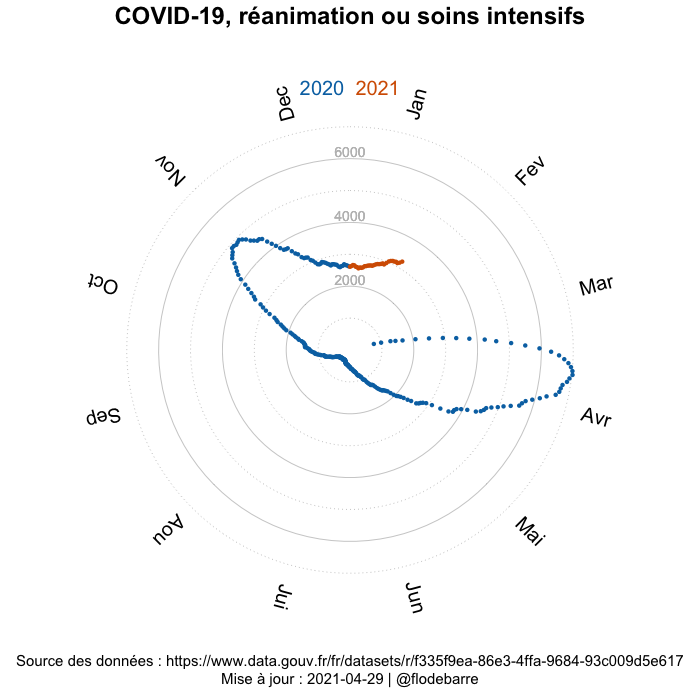 COVID-19, réanimation ou soins intensifs
2020 2021
Jan
Fev
Mar
Avr
Mai
Jun
Jui
Aou
Sep
Oct
Nov
Dec
6000
4000
2000
Source des données : https://www.data.gouv.fr/fr/datasets/r/f335f9ea-86e3-4ffa-9684-93c009d5e617
Mise à jour : 2021-04-29 | @flodebarre